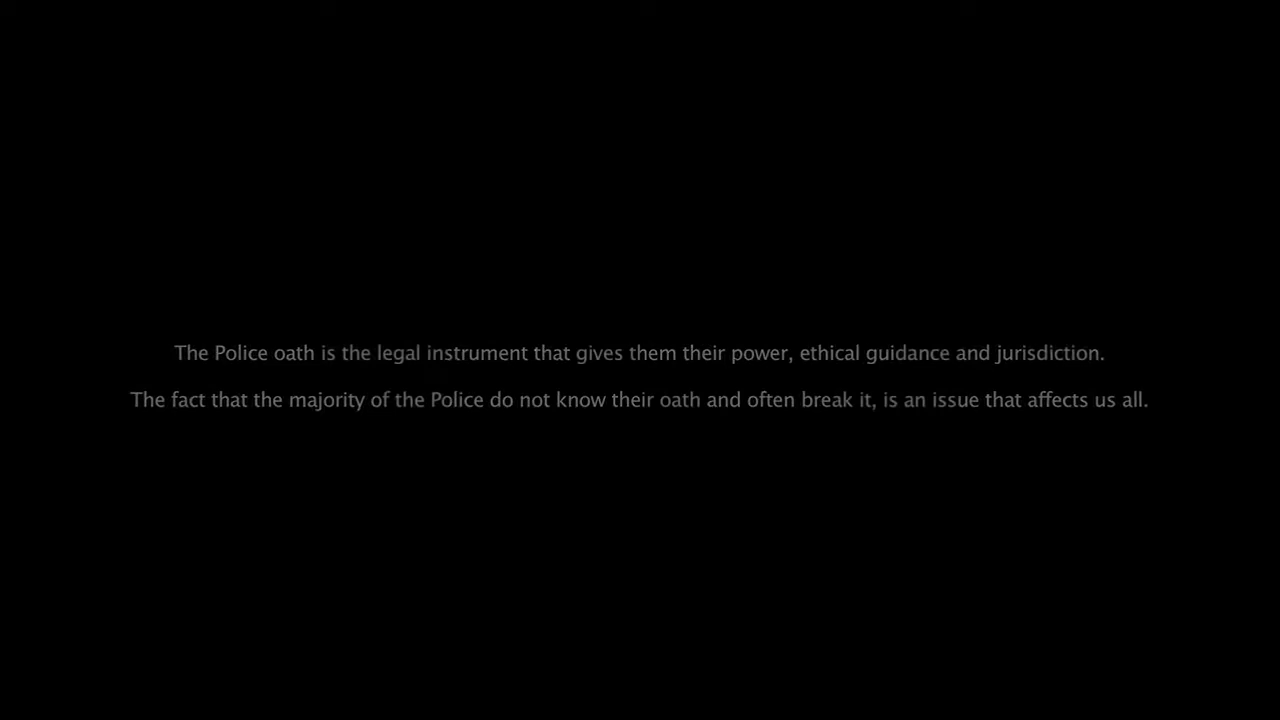 The Police oath is the legal instrument that gives them their power, ethical guidance and jurisdiction.
The fact that the majority of the Police do not know their oath and often break it, is an issue that affects us all.